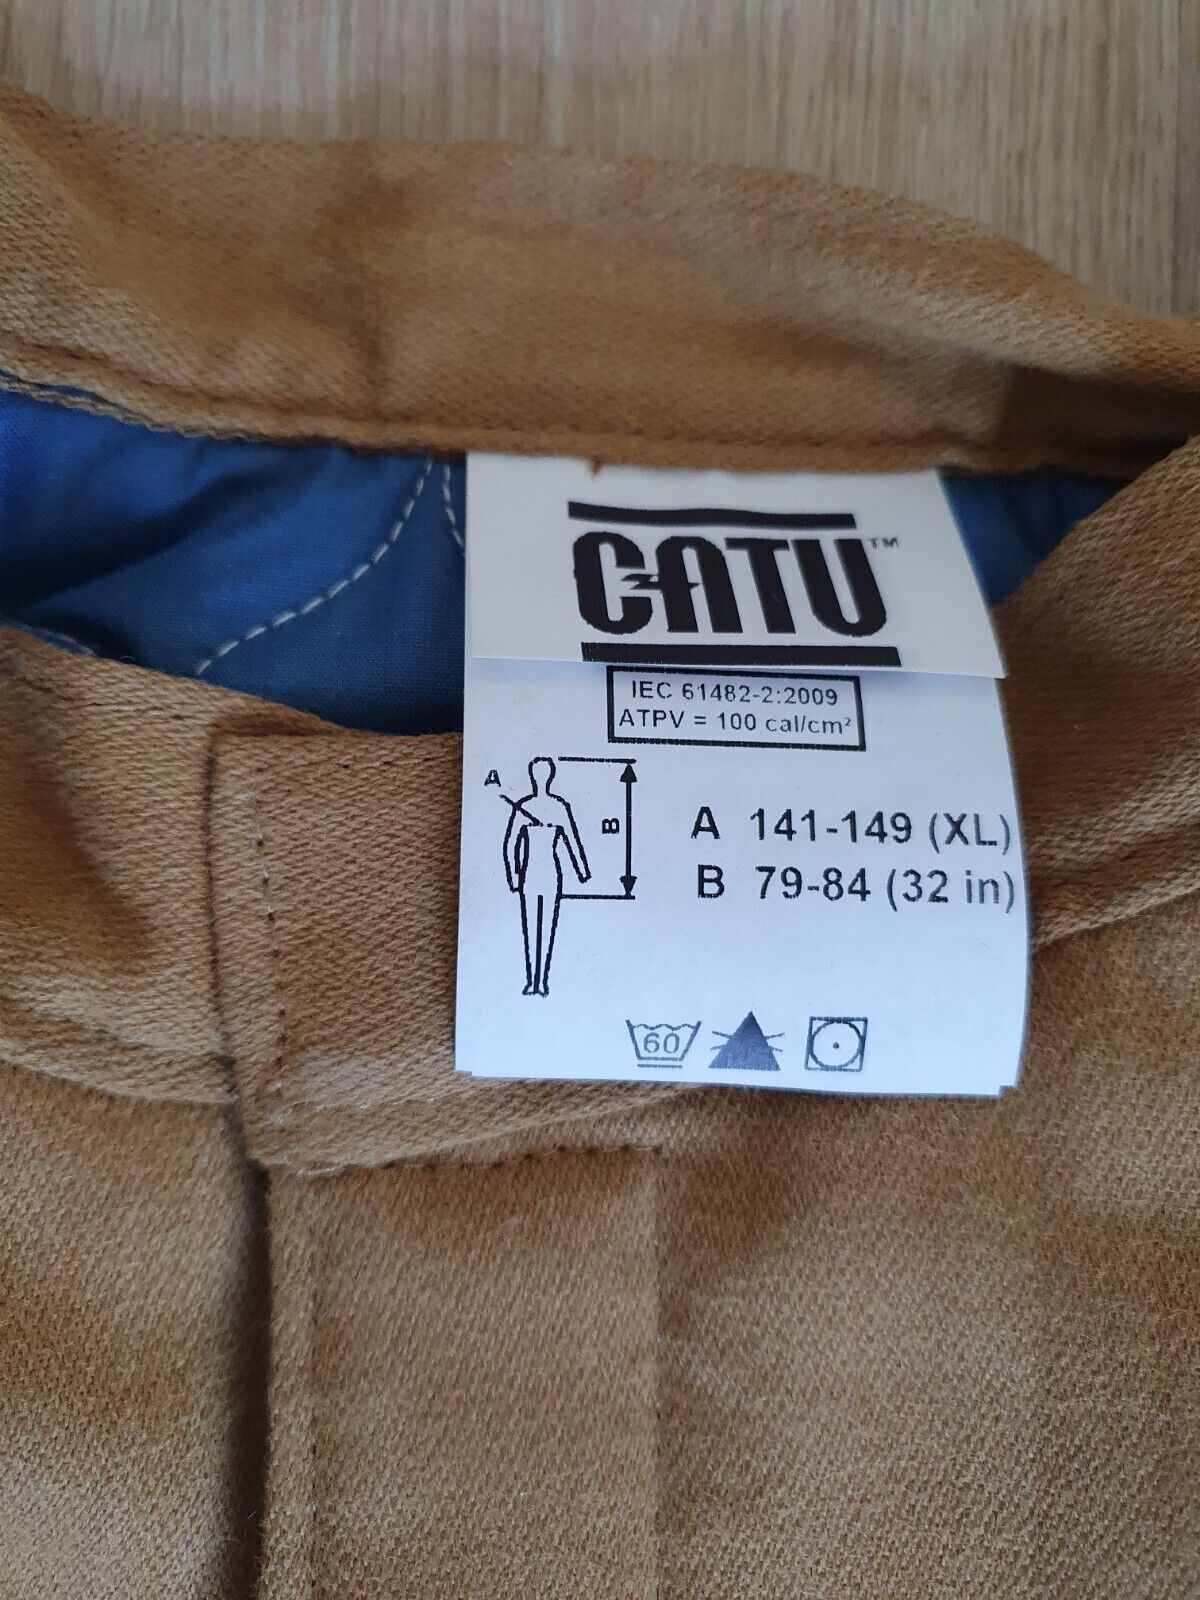 CATU™
IEC 61482-2:2009
ATPV = 100 cal/cm²
A
B
A 141-149 (XL)
B 79-84 (32 in)
60